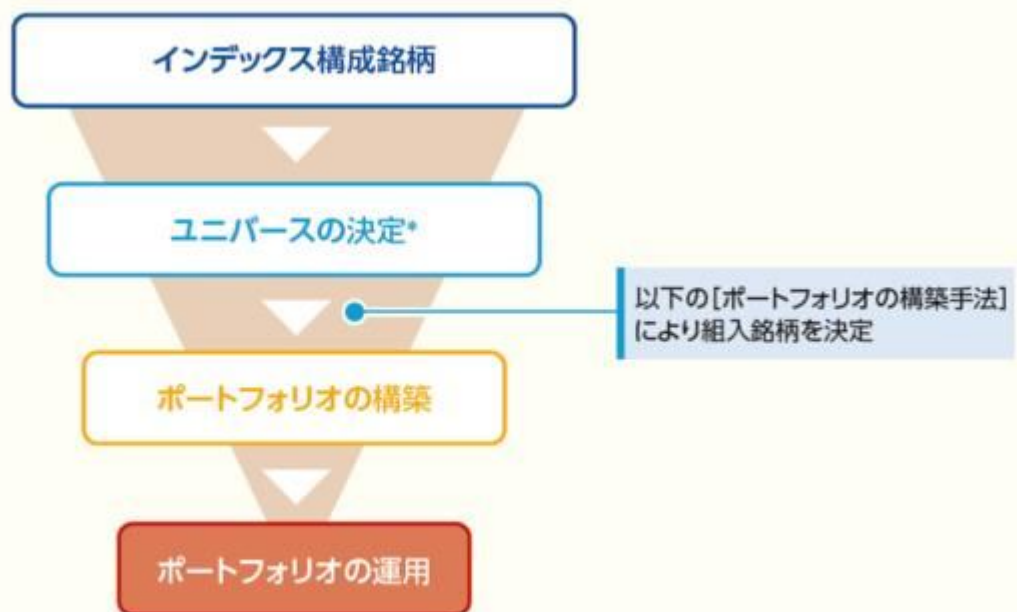 インデックス構成銘柄
ユニバースの決定*
以下の[ポートフォリオの構築手法]
により組入銘柄を決定
ポートフォリオの構築
ポートフォリオの運用